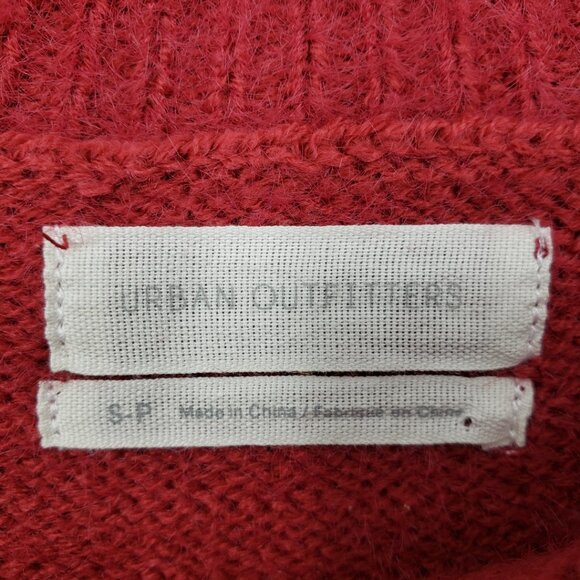 URBAN OUTFITTERS
S-P Made in China / Fabriqué en Chine